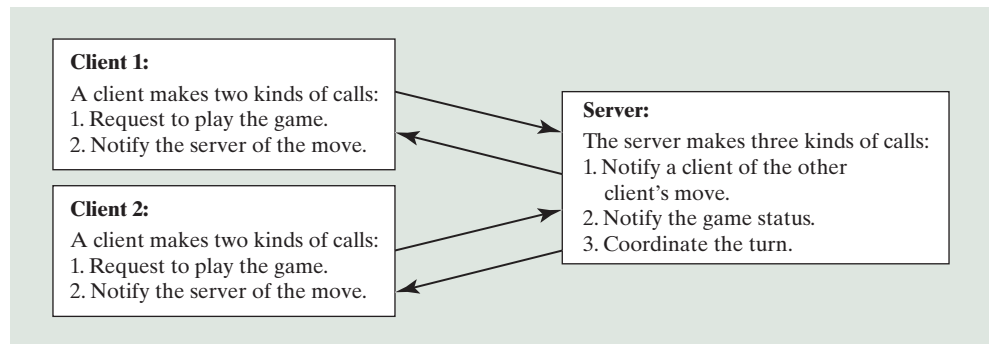 Client 1:
A client makes two kinds of calls:
1. Request to play the game.
2. Notify the server of the move.
Client 2:
A client makes two kinds of calls:
1. Request to play the game.
2. Notify the server of the move.
Server:
The server makes three kinds of calls:
1. Notify a client of the other
client's move.
2. Notify the game status.
3. Coordinate the turn.